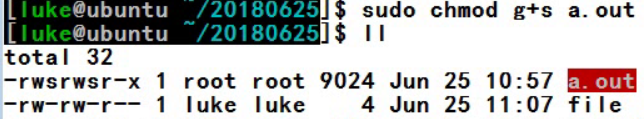 [luke@ubuntu ~/20180625]$ sudo chmod g+s a.out
[luke@ubuntu ~/20180625]$ ll
total 32
-rwsrwsr-x 1 root root 9024 Jun 25 10:57 a.out
-rw-rw-r-- 1 luke luke    4 Jun 25 11:07 file